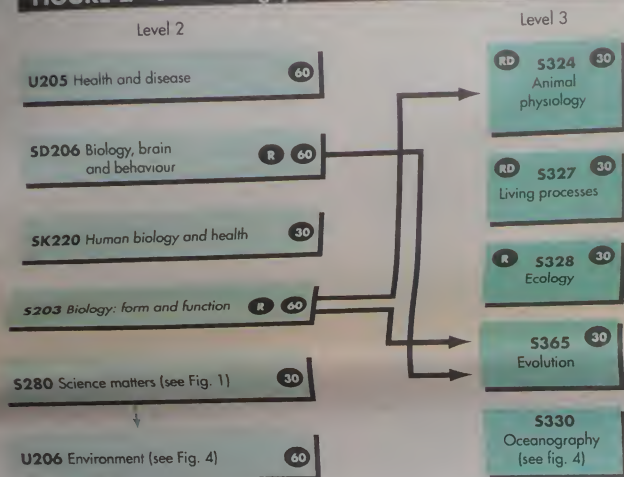 Level 2
Level 3
U205 Health and disease 60
SD206 Biology, brain
and behaviour R 60
SK220 Human biology and health 30
S203 Biology: form and function R 60
S280 Science matters (see Fig. 1) 30
U206 Environment (see Fig. 4) 60
RD S324 30
Animal
physiology
RD S327 30
Living processes
R S328 30
Ecology
S365 30
Evolution
S330
Oceanography
(see fig. 4)